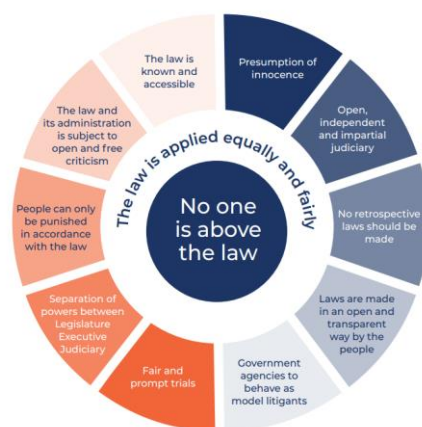 No one
is above
the law
The law is applied equally and fairly
Presumption of
innocence
Open,
independent
and impartial
judiciary
No retrospective
laws should be
made
Laws are made
in an open and
transparent
way by the
people
Government
agencies to
behave as
model litigants
Fair and
prompt trials
Separation of
powers between
Legislature
Executive
Judiciary
People can only
be punished
in accordance
with the law
The law and
its administration
is subject to
open and free
criticism
The law is
known and
accessible